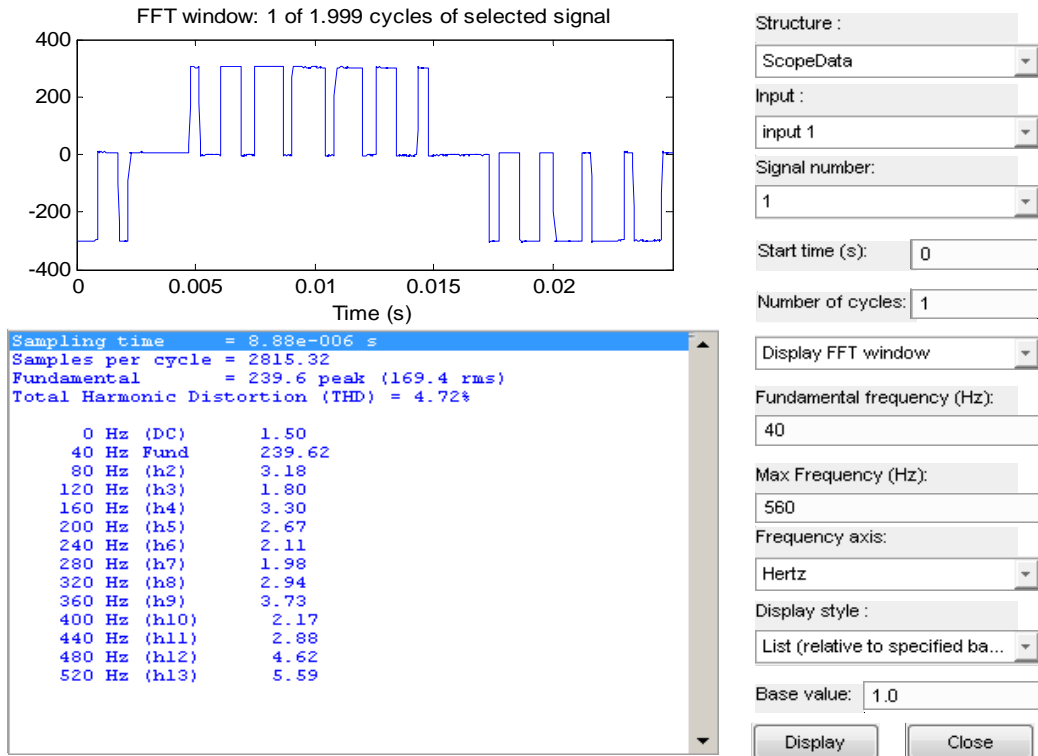 FFT window: 1 of 1.999 cycles of selected signal
400
200
0
-200
-400
0
0.005
0.01
0.015
0.02
Time (s)
Sampling time = 8.88e-006 s
Samples per cycle = 2815.32
Fundamental = 239.6 peak (169.4 rms)
Total Harmonic Distortion (THD) = 4.72%
0 Hz (DC) 1.50
40 Hz Fund 239.62
80 Hz (h2) 3.18
120 Hz (h3) 1.80
160 Hz (h4) 3.30
200 Hz (h5) 2.67
240 Hz (h6) 2.11
280 Hz (h7) 1.98
320 Hz (h8) 2.94
360 Hz (h9) 3.73
400 Hz (h10) 2.17
440 Hz (h11) 2.88
480 Hz (h12) 4.62
520 Hz (h13) 5.59
Structure :
ScopeData
Input :
input 1
Signal number:
1
Start time (s): 0
Number of cycles: 1
Display FFT window
Fundamental frequency (Hz):
40
Max Frequency (Hz):
560
Frequency axis:
Hertz
Display style :
List (relative to specified ba...
Base value: 1.0
Display Close